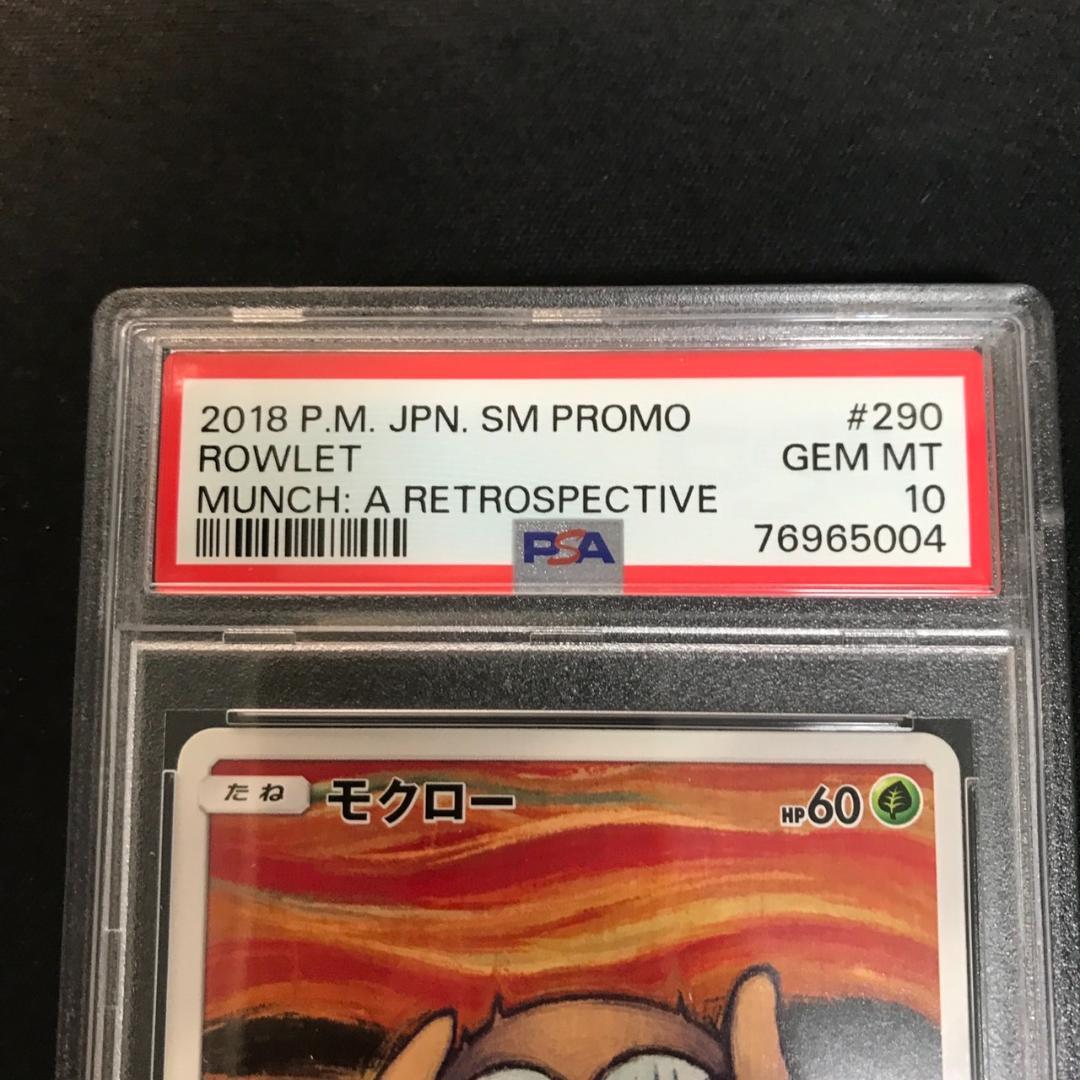 2018 P.M. JPN. SM PROMO #290
ROWLET GEM MT
MUNCH: A RETROSPECTIVE 10
PSA 76965004
たね モクロー HP60